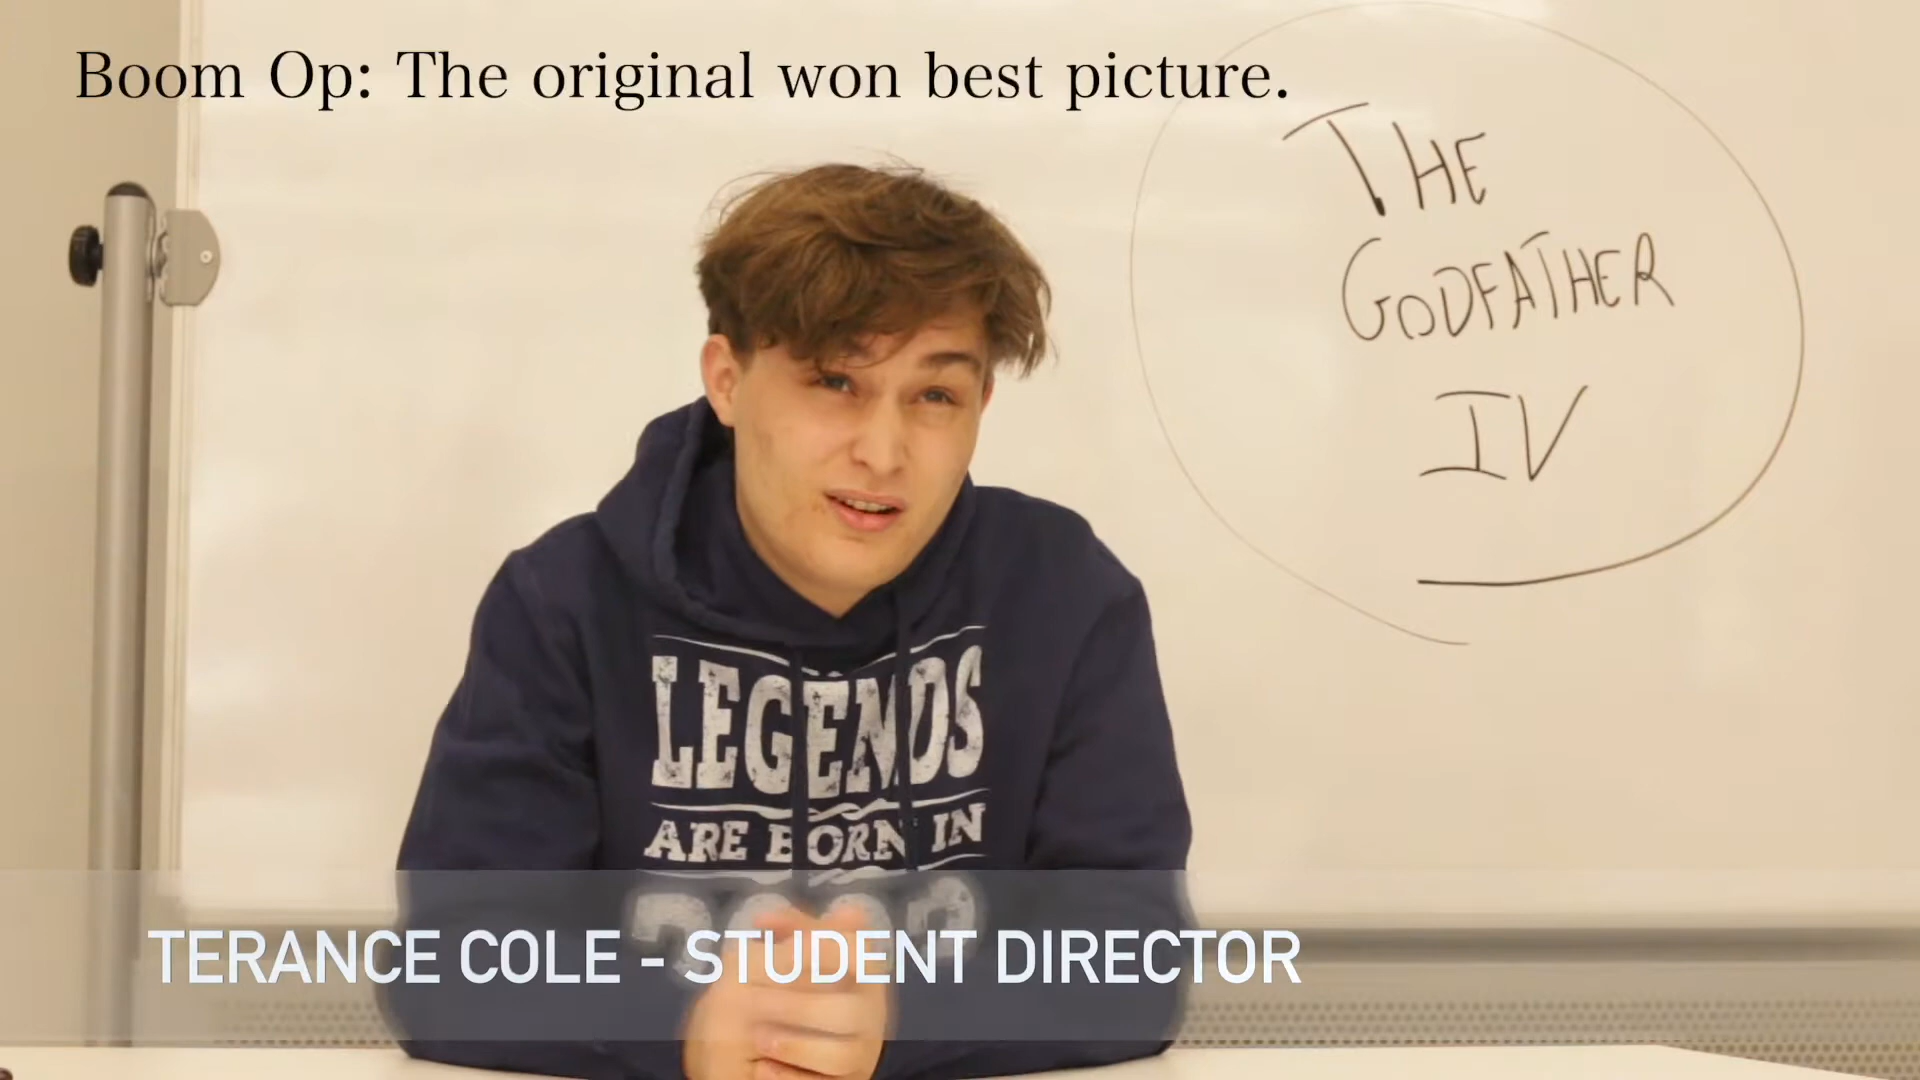 Boom Op: The original won best picture.
THE
GODFATHER
IV
LEGENDS
ARE BORN IN
TERANCE COLE - STUDENT DIRECTOR